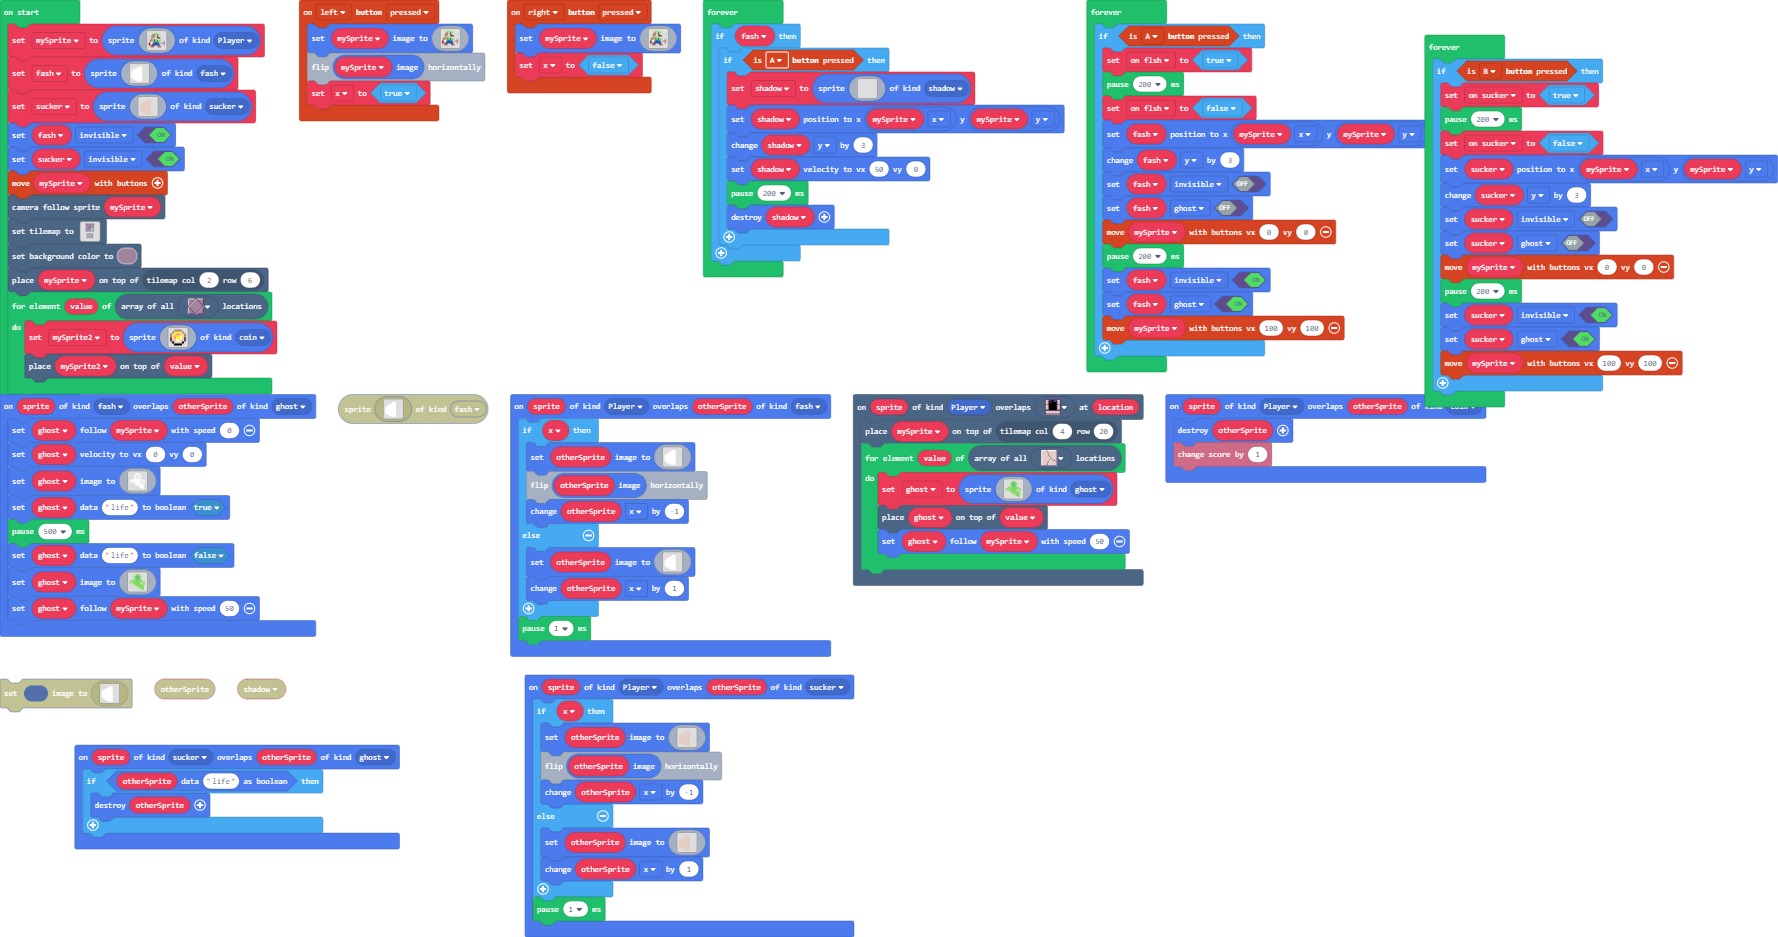 on start
set mySprite to sprite of kind Player
set fash to sprite of kind fash
set sucker to sprite of kind sucker
set fash invisible ON
set sucker invisible ON
move mySprite with buttons
camera follow sprite mySprite
set tilemap to
set background color to
place mySprite on top of tilemap col 2 row 6
for element value of array of all locations
do
set mySprite2 to sprite of kind coin
place mySprite2 on top of value
on left button pressed
set mySprite image to
flip mySprite image horizontally
set x to true
on right button pressed
set mySprite image to
set x to false
forever
if fash then
if is A button pressed then
set shadow to sprite of kind shadow
set shadow position to x mySprite x y mySprite y
change shadow y by 3
set shadow velocity to vx 50 vy 0
pause 200 ms
destroy shadow
forever
if is A button pressed then
set on flsh to true
pause 200 ms
set on flsh to false
set fash position to x mySprite x y mySprite y
change fash y by 3
set fash invisible OFF
set fash ghost OFF
move mySprite with buttons vx 0 vy 0
pause 200 ms
set fash invisible ON
set fash ghost ON
move mySprite with buttons vx 100 vy 100
forever
if is B button pressed then
set on sucker to true
pause 200 ms
set on sucker to false
set sucker position to x mySprite x y mySprite y
change sucker y by 3
set sucker invisible OFF
set sucker ghost OFF
move mySprite with buttons vx 0 vy 0
pause 200 ms
set sucker invisible ON
set sucker ghost ON
move mySprite with buttons vx 100 vy 100
on sprite of kind fash overlaps otherSprite of kind ghost
set ghost follow mySprite with speed 0
set ghost velocity to vx 0 vy 0
set ghost image to
set ghost data "life" to boolean true
pause 500 ms
set ghost data "life" to boolean false
set ghost image to
set ghost follow mySprite with speed 50
sprite of kind fash
on sprite of kind Player overlaps otherSprite of kind fash
if x then
set otherSprite image to
flip otherSprite image horizontally
change otherSprite x by -1
else
set otherSprite image to
change otherSprite x by 1
pause 1 ms
on sprite of kind Player overlaps at location
place mySprite on top of tilemap col 4 row 20
for element value of array of all locations
do
set ghost to sprite of kind ghost
place ghost on top of value
set ghost follow mySprite with speed 50
on sprite of kind Player overlaps otherSprite of kind coin
destroy otherSprite
change score by 1
set image to
otherSprite
shadow
on sprite of kind sucker overlaps otherSprite of kind ghost
if otherSprite data "life" as boolean then
destroy otherSprite
on sprite of kind Player overlaps otherSprite of kind sucker
if x then
set otherSprite image to
flip otherSprite image horizontally
change otherSprite x by -1
else
set otherSprite image to
change otherSprite x by 1
pause 1 ms